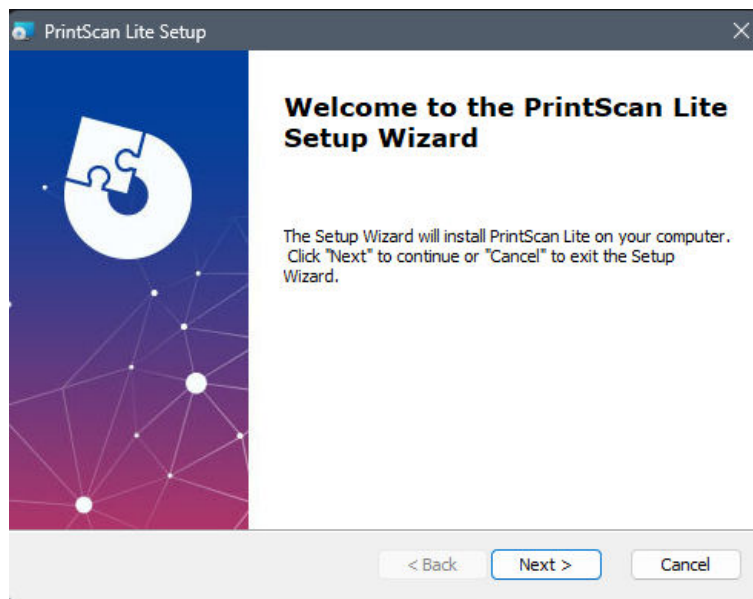 PrintScan Lite Setup
Welcome to the PrintScan Lite
Setup Wizard
The Setup Wizard will install PrintScan Lite on your computer.
Click "Next" to continue or "Cancel" to exit the Setup
Wizard.
< Back
Next >
Cancel